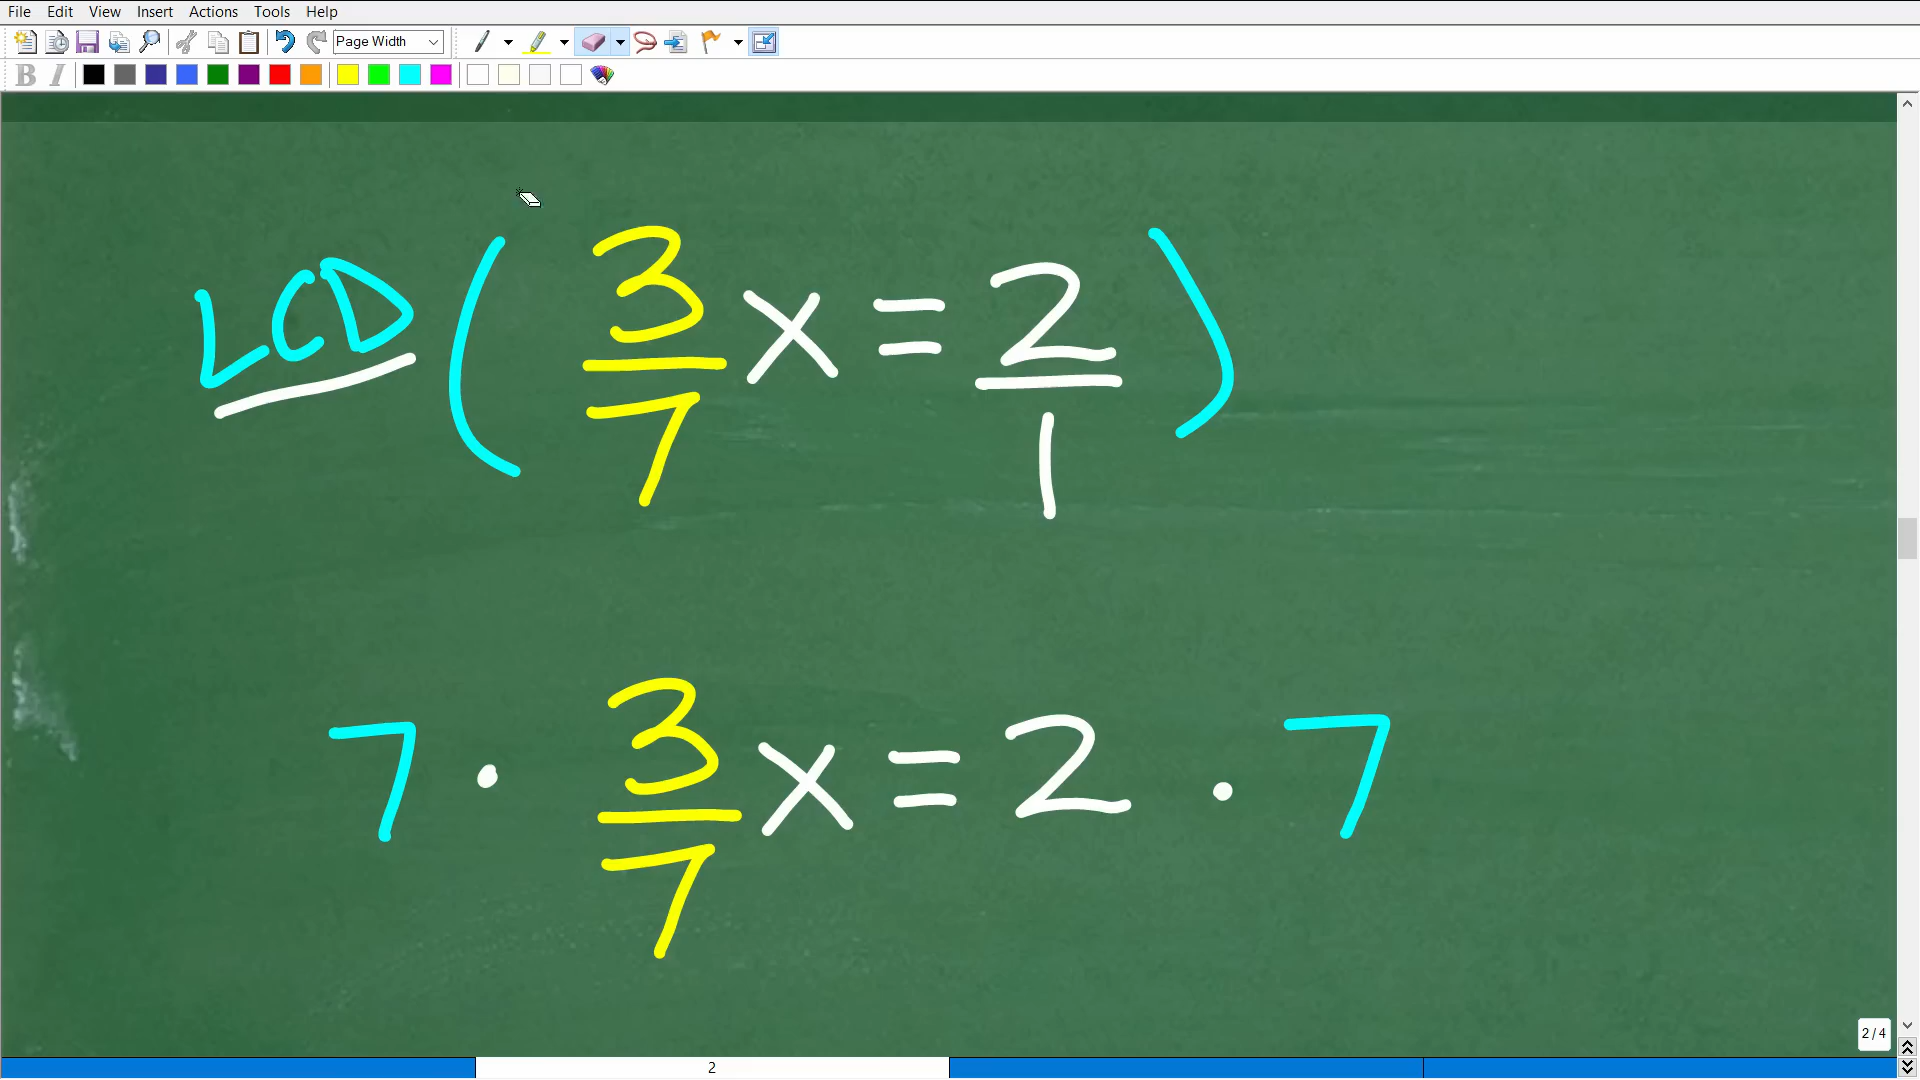 File Edit View Insert Actions Tools Help
Page Width
B I
LCD ( 3/7 x = 2/1 )
7 · 3/7 x = 2 · 7
2 / 4
2